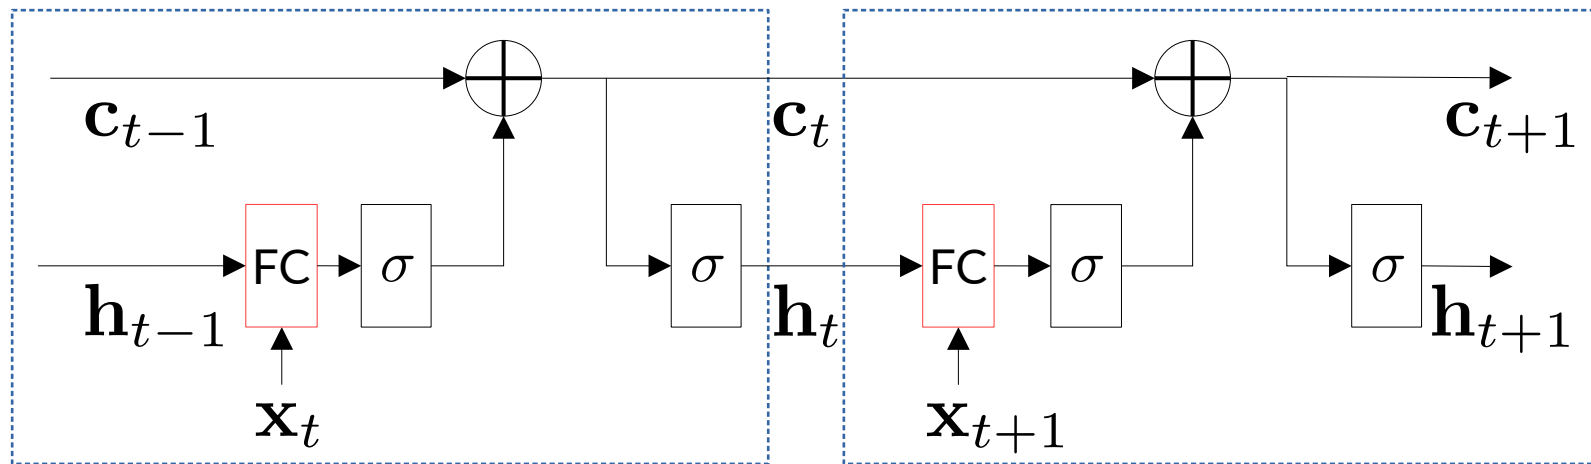 c_{t−1} c_t c_{t+1}
FC σ σ FC σ σ
h_{t−1} h_t h_{t+1}
x_t x_{t+1}